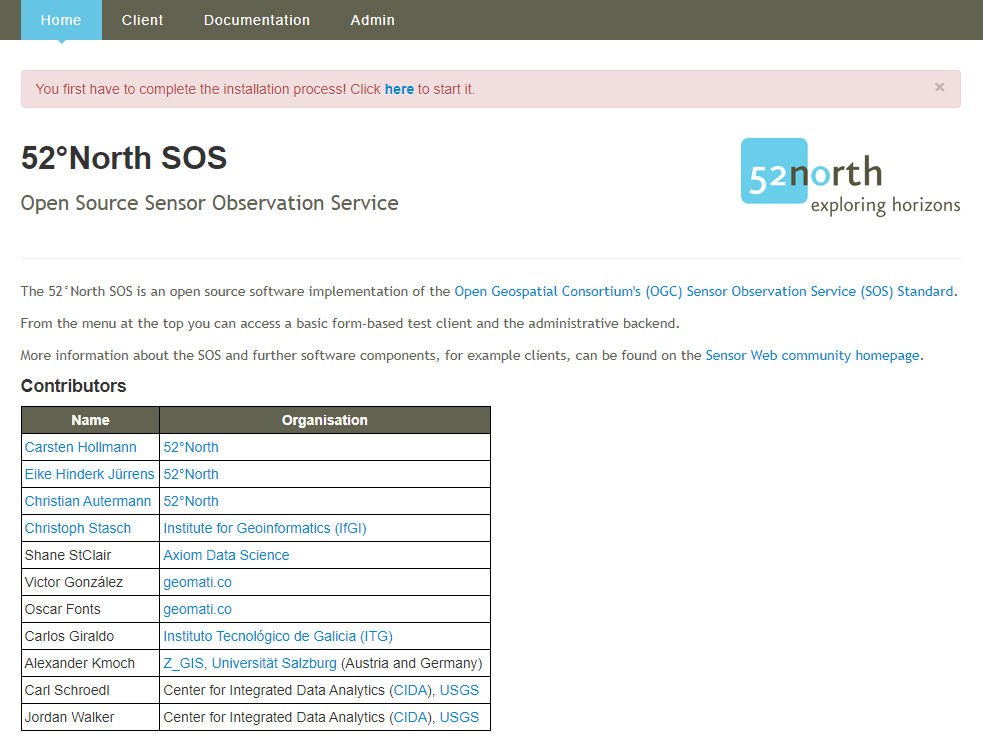 Home Client Documentation Admin
You first have to complete the installation process! Click here to start it. ×
52°North SOS
Open Source Sensor Observation Service
52north
exploring horizons
The 52°North SOS is an open source software implementation of the Open Geospatial Consortium's (OGC) Sensor Observation Service (SOS) Standard.
From the menu at the top you can access a basic form-based test client and the administrative backend.
More information about the SOS and further software components, for example clients, can be found on the Sensor Web community homepage.
Contributors
Name Organisation
Carsten Hollmann 52°North
Eike Hinderk Jürrens 52°North
Christian Autermann 52°North
Christoph Stasch Institute for Geoinformatics (IfGI)
Shane StClair Axiom Data Science
Victor González geomati.co
Oscar Fonts geomati.co
Carlos Giraldo Instituto Tecnológico de Galicia (ITG)
Alexander Kmoch Z_GIS, Universität Salzburg (Austria and Germany)
Carl Schroedl Center for Integrated Data Analytics (CIDA), USGS
Jordan Walker Center for Integrated Data Analytics (CIDA), USGS